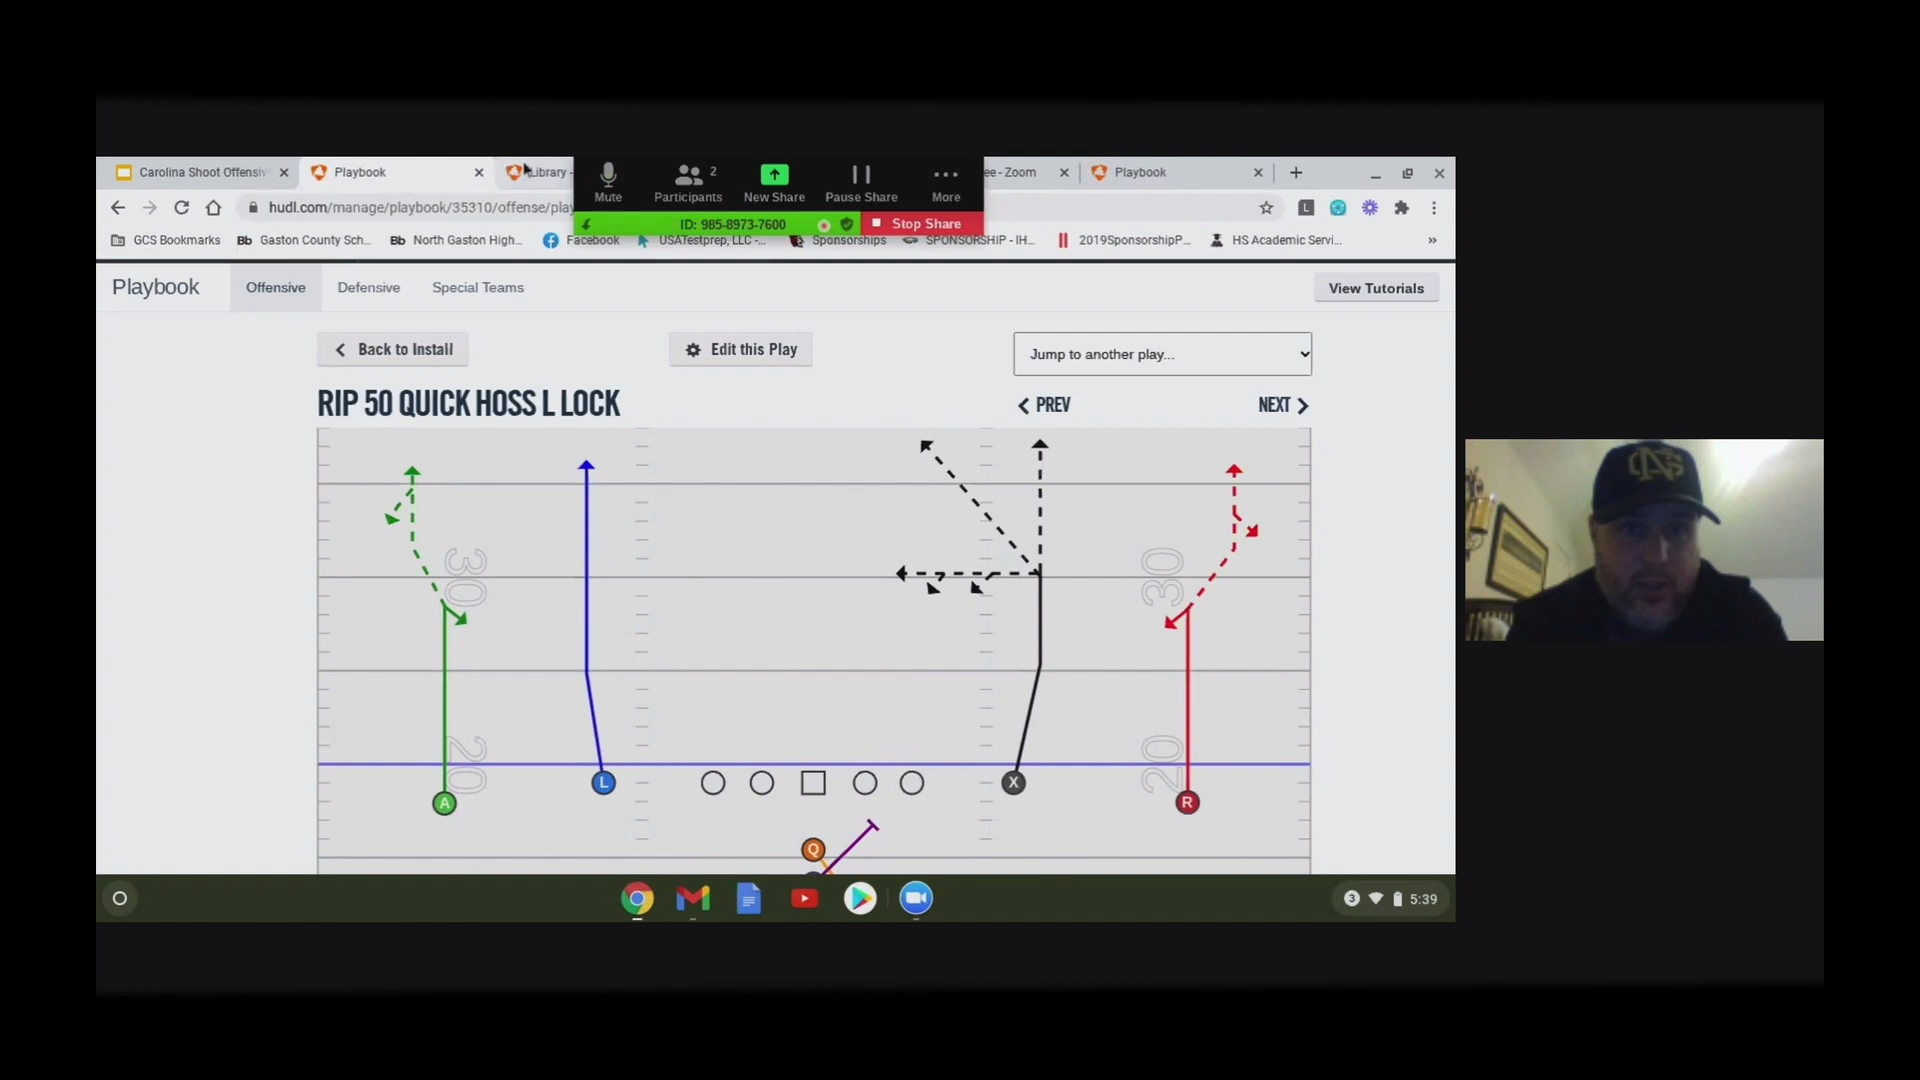 Carolina Shoot Offensiv
Playbook
Library -
ee - Zoom
Playbook
Mute
Participants
2
New Share
Pause Share
More
hudl.com/manage/playbook/35310/offense/play
ID: 985-8973-7600
Stop Share
GCS Bookmarks
Bb Gaston County Sch...
Bb North Gaston High...
Facebook
USATestprep, LLC -...
Sponsorships
SPONSORSHIP - IH...
2019SponsorshipP...
HS Academic Servi...
»
Playbook
Offensive
Defensive
Special Teams
View Tutorials
Back to Install
Edit this Play
Jump to another play...
RIP 50 QUICK HOSS L LOCK
PREV
NEXT
30
30
20
20
A
L
X
R
Q
3
5:39
L